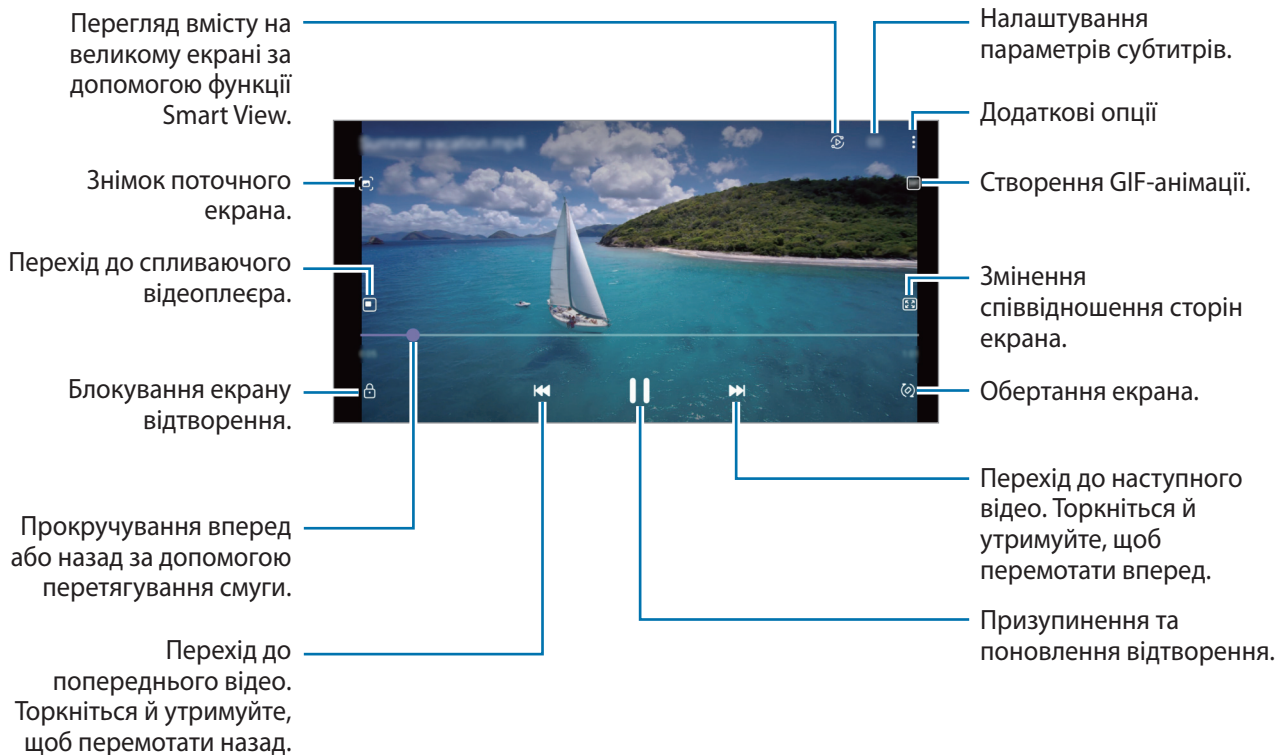 Перегляд вмісту на
великому екрані за
допомогою функції
Smart View.
Знімок поточного
екрана.
Перехід до спливаючого
відеоплеєра.
Блокування екрану
відтворення.
Прокручування вперед
або назад за допомогою
перетягування смуги.
Перехід до
попереднього відео.
Торкніться й утримуйте,
щоб перемотати назад.
Summer vacation.mp4
Налаштування
параметрів субтитрів.
Додаткові опції
Створення GIF-анімації.
Змінення
співвідношення сторін
екрана.
Обертання екрана.
Перехід до наступного
відео. Торкніться й
утримуйте, щоб
перемотати вперед.
Призупинення та
поновлення відтворення.